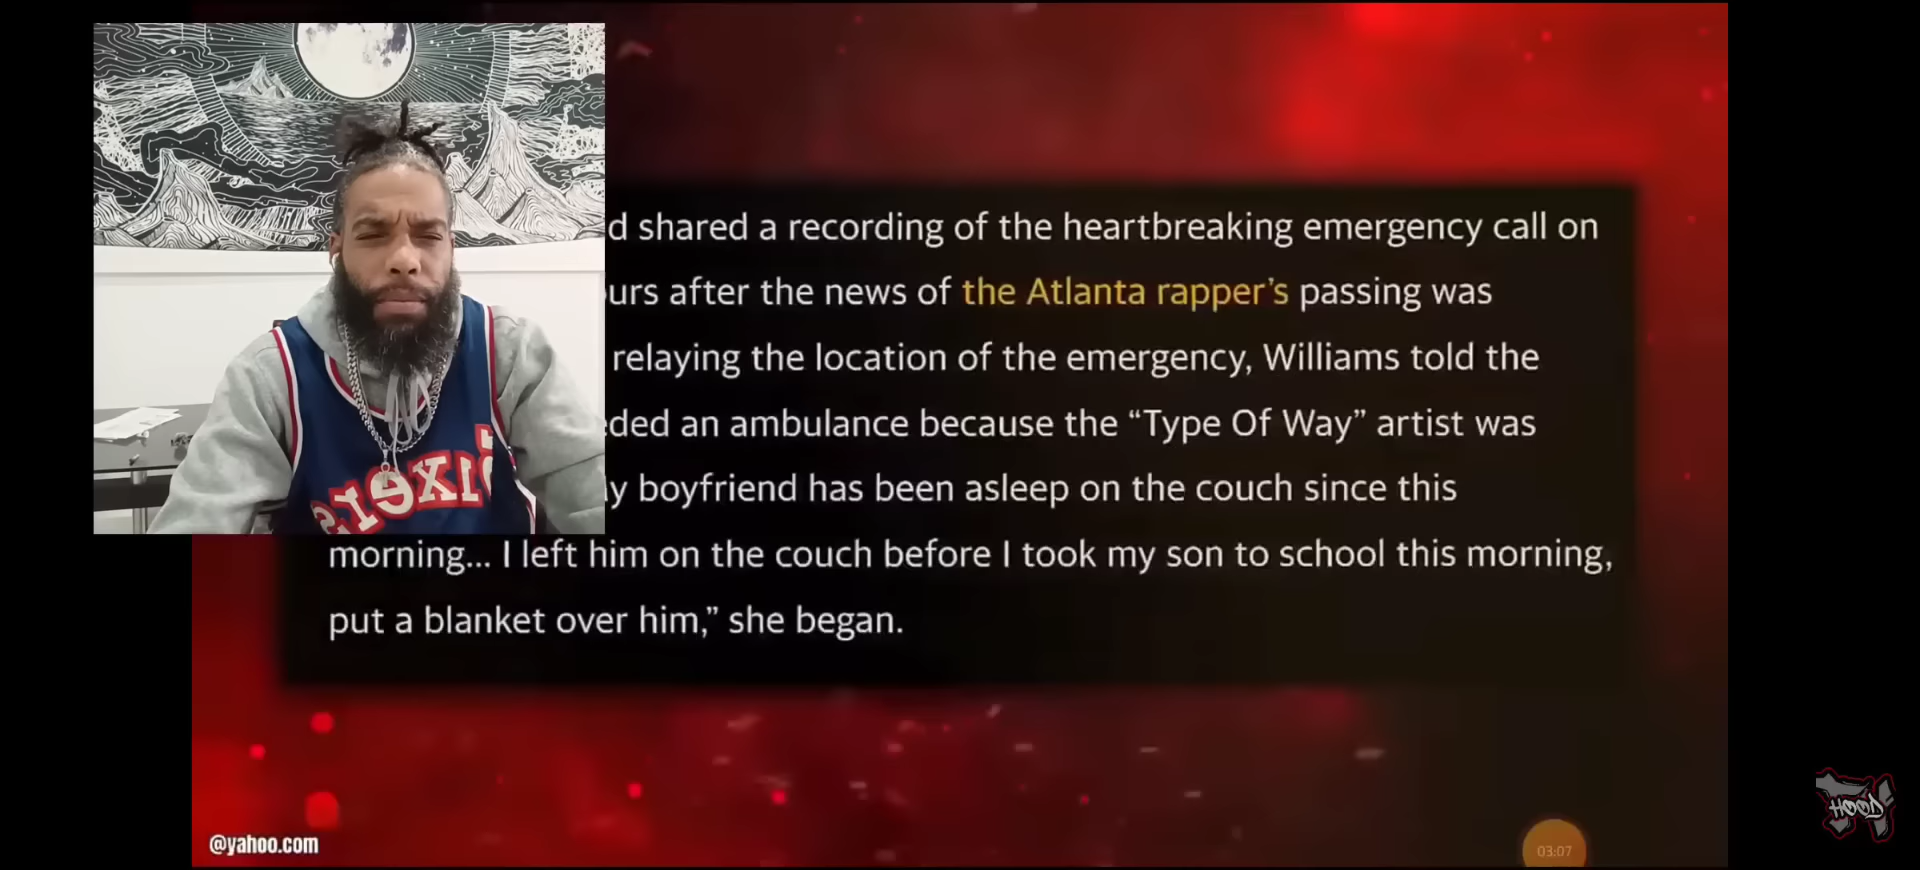 d shared a recording of the heartbreaking emergency call on
urs after the news of the Atlanta rapper’s passing was
relaying the location of the emergency, Williams told the
ded an ambulance because the “Type Of Way” artist was
y boyfriend has been asleep on the couch since this
morning... I left him on the couch before I took my son to school this morning,
put a blanket over him,” she began.
sixers
@yahoo.com
03:07
HOOD